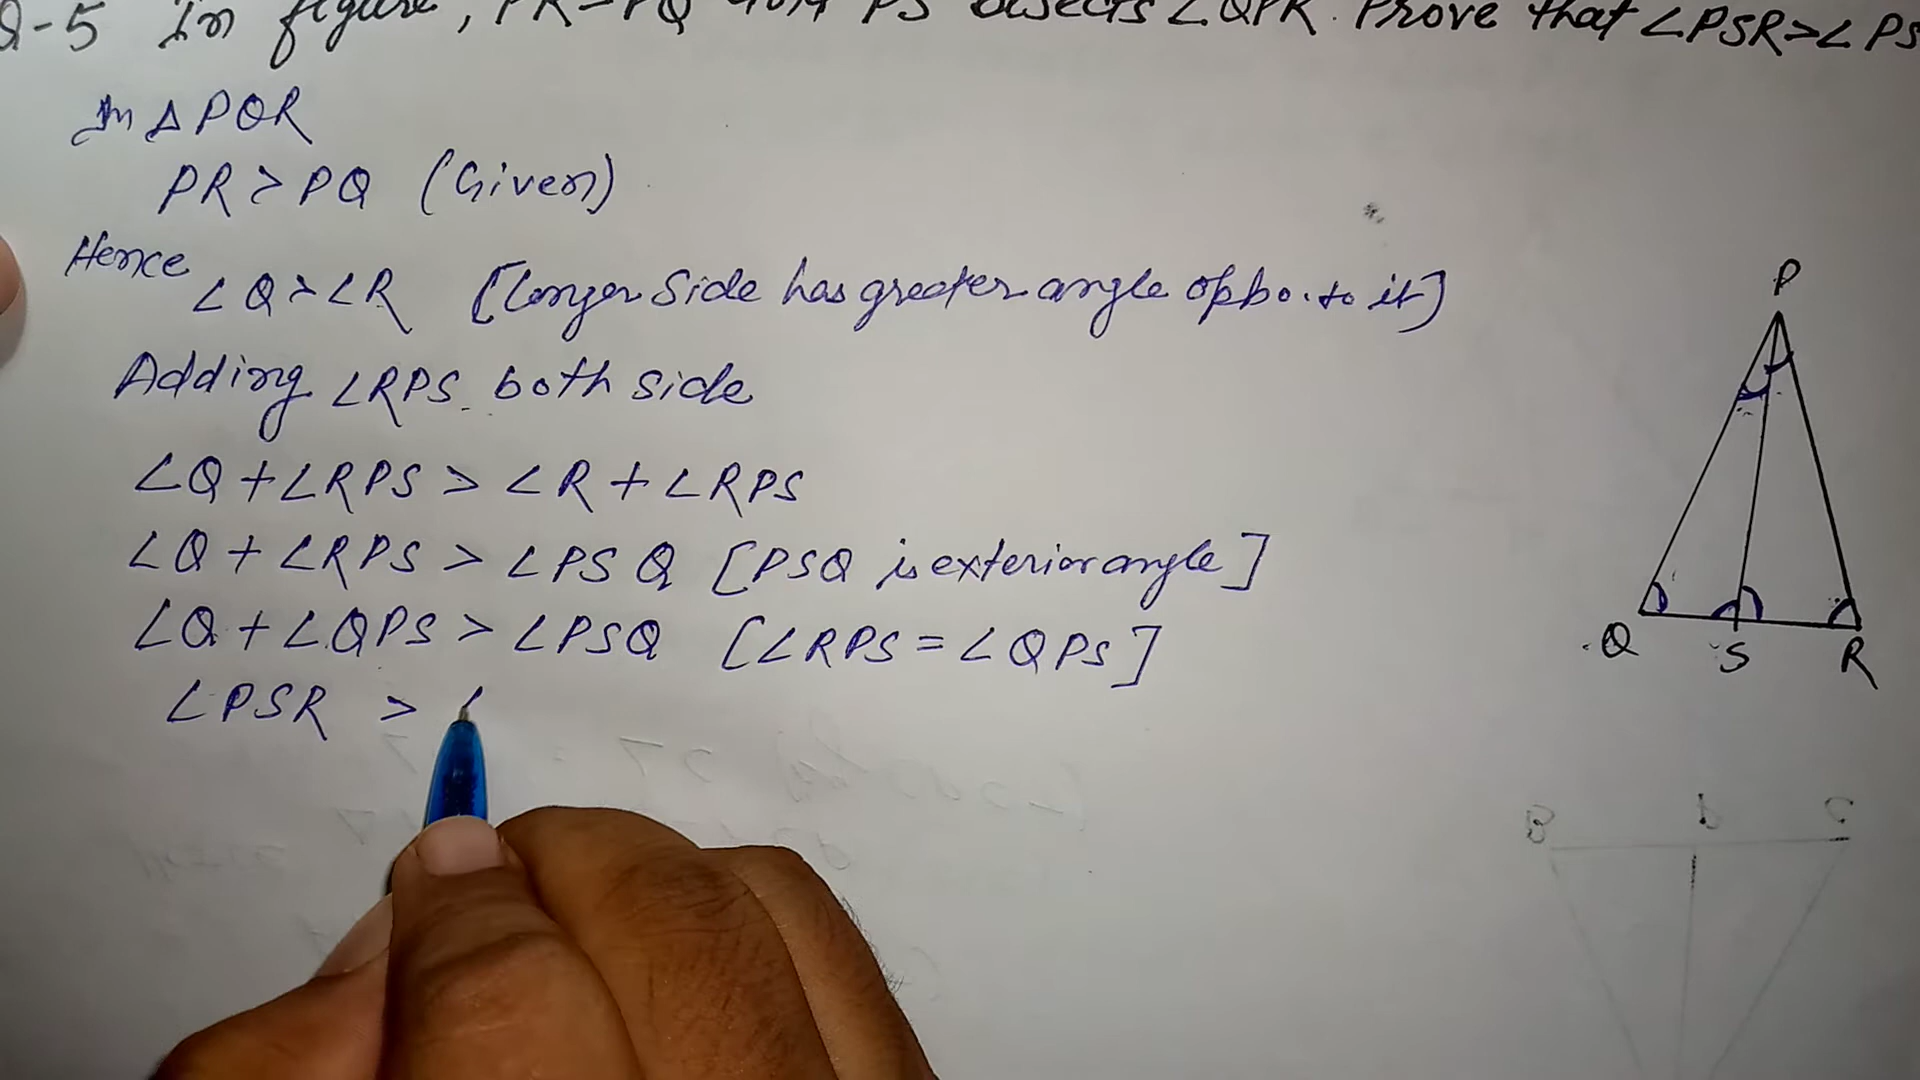 Q-5 In figure, PR>PQ and PS bisects ∠QPR. Prove that ∠PSR>∠PS
In △PQR
PR > PQ (Given)
Hence
∠Q>∠R [longer side has greater angle oppo. to it]
Adding ∠RPS both side
∠Q+∠RPS > ∠R+∠RPS
∠Q + ∠RPS > ∠PSQ [PSQ is exterior angle]
∠Q + ∠QPS > ∠PSQ [∠RPS = ∠QPS]
∠PSR > ∠
P
Q
S
R
B
D
C